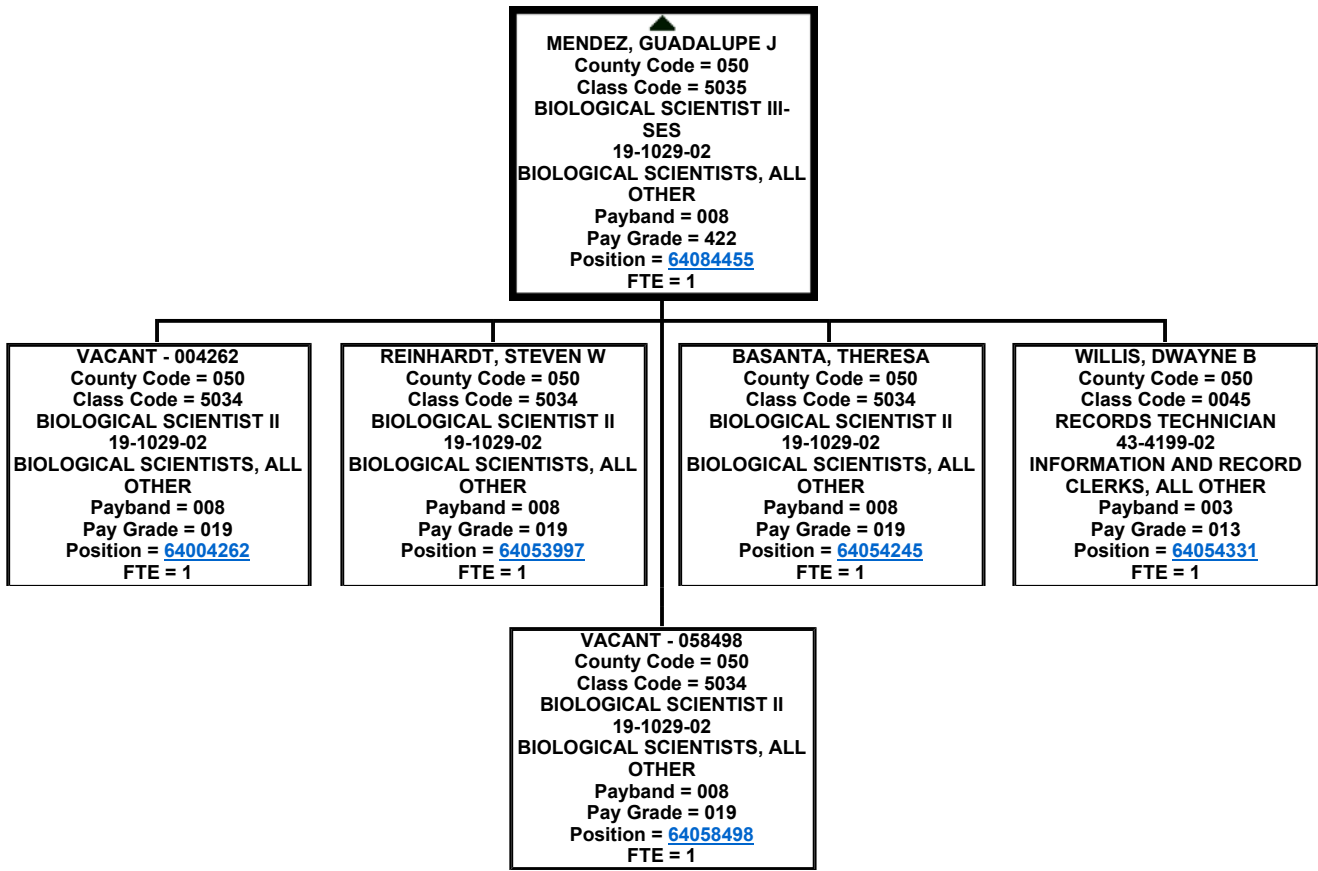 MENDEZ, GUADALUPE J
County Code = 050
Class Code = 5035
BIOLOGICAL SCIENTIST III-
SES
19-1029-02
BIOLOGICAL SCIENTISTS, ALL
OTHER
Payband = 008
Pay Grade = 422
Position = 64084455
FTE = 1
VACANT - 004262
County Code = 050
Class Code = 5034
BIOLOGICAL SCIENTIST II
19-1029-02
BIOLOGICAL SCIENTISTS, ALL
OTHER
Payband = 008
Pay Grade = 019
Position = 64004262
FTE = 1
REINHARDT, STEVEN W
County Code = 050
Class Code = 5034
BIOLOGICAL SCIENTIST II
19-1029-02
BIOLOGICAL SCIENTISTS, ALL
OTHER
Payband = 008
Pay Grade = 019
Position = 64053997
FTE = 1
BASANTA, THERESA
County Code = 050
Class Code = 5034
BIOLOGICAL SCIENTIST II
19-1029-02
BIOLOGICAL SCIENTISTS, ALL
OTHER
Payband = 008
Pay Grade = 019
Position = 64054245
FTE = 1
WILLIS, DWAYNE B
County Code = 050
Class Code = 0045
RECORDS TECHNICIAN
43-4199-02
INFORMATION AND RECORD
CLERKS, ALL OTHER
Payband = 003
Pay Grade = 013
Position = 64054331
FTE = 1
VACANT - 058498
County Code = 050
Class Code = 5034
BIOLOGICAL SCIENTIST II
19-1029-02
BIOLOGICAL SCIENTISTS, ALL
OTHER
Payband = 008
Pay Grade = 019
Position = 64058498
FTE = 1